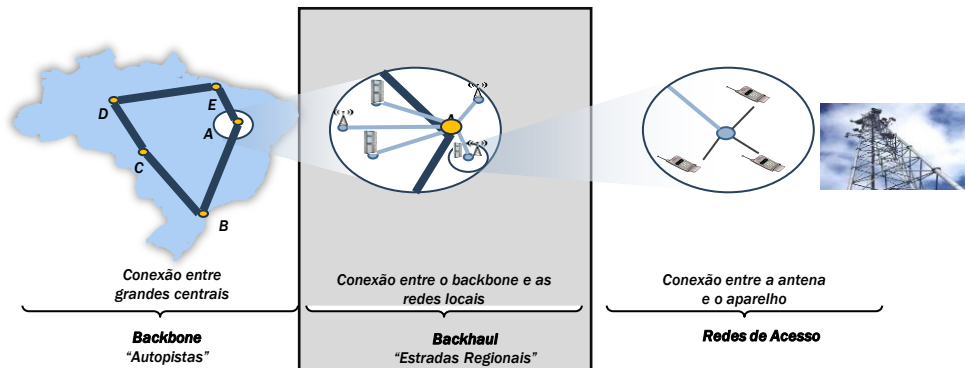 E
D
A
C
B
A
Conexão entre
grandes centrais
Backbone
“Autopistas”
Conexão entre o backbone e as
redes locais
Backhaul
“Estradas Regionais”
Conexão entre a antena
e o aparelho
Redes de Acesso